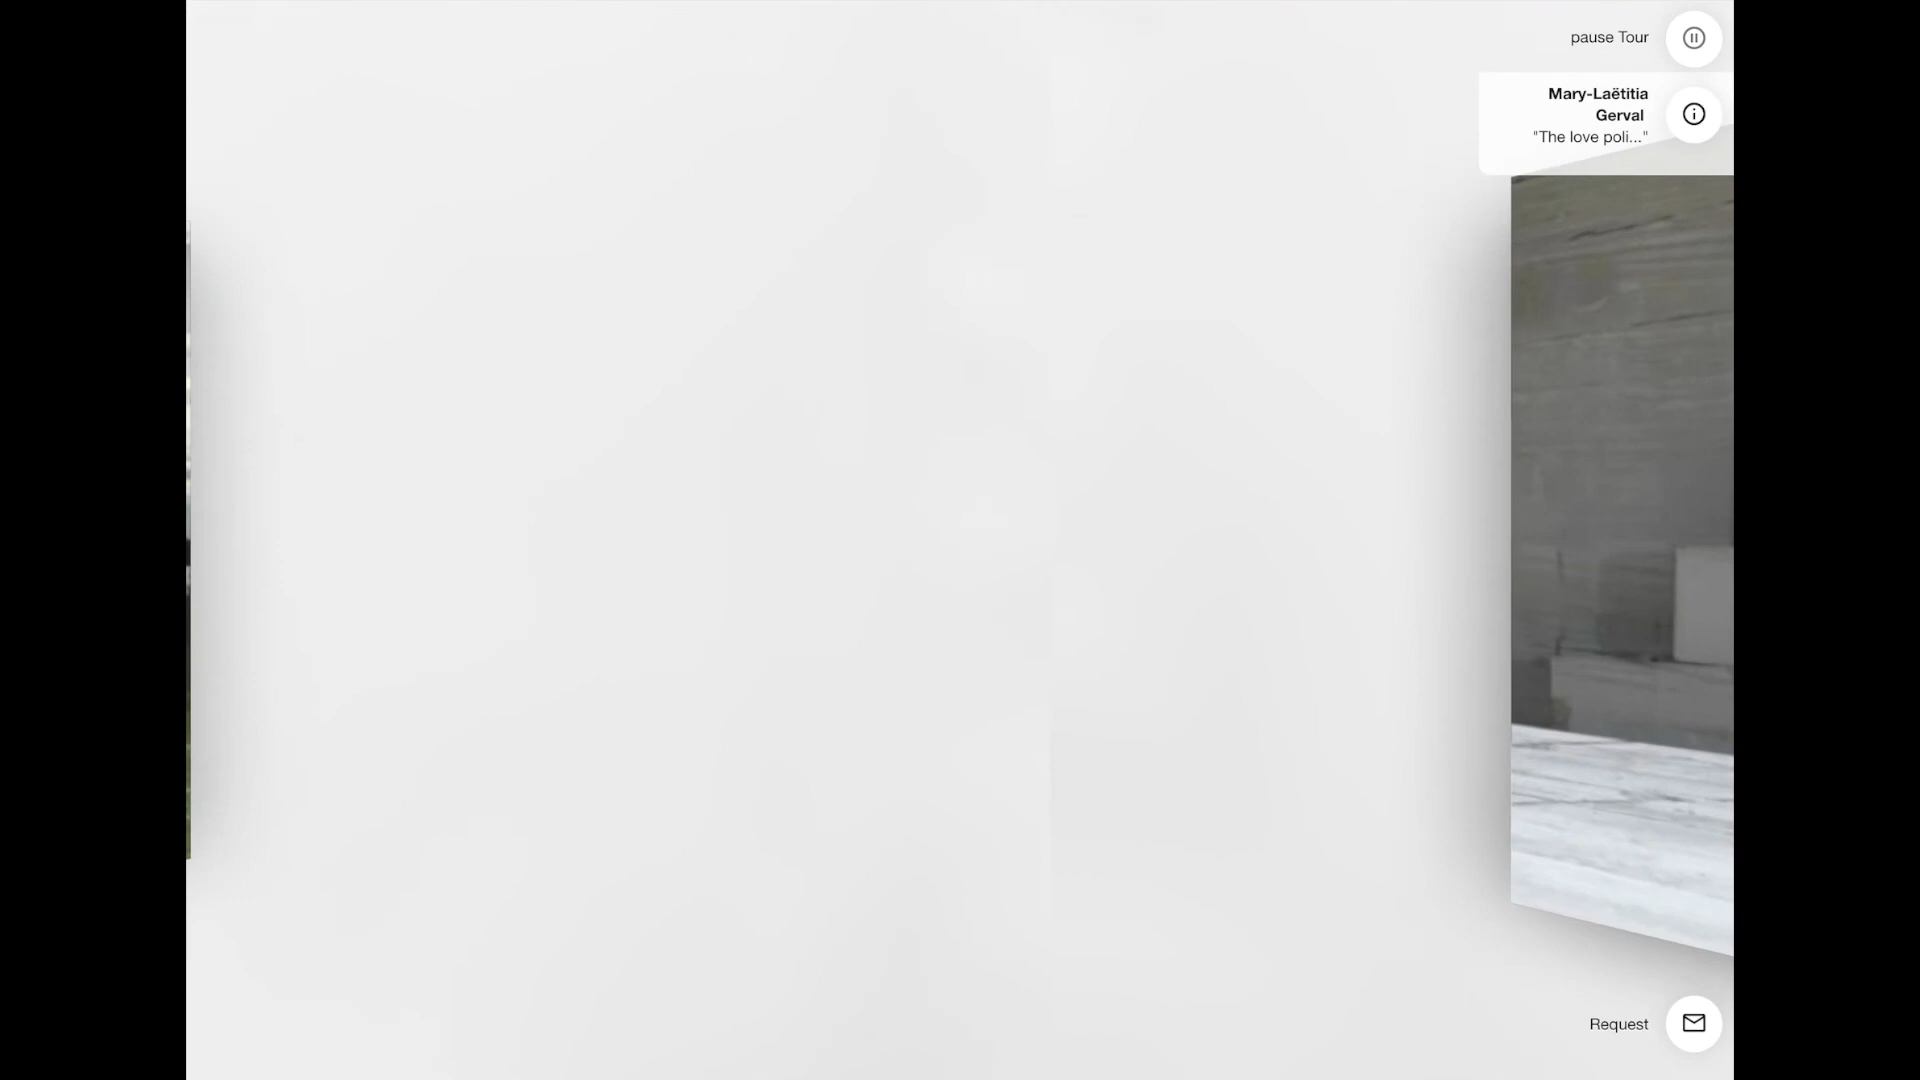 pause Tour
Mary-Laëtitia
Gerval
"The love poli..."
Request